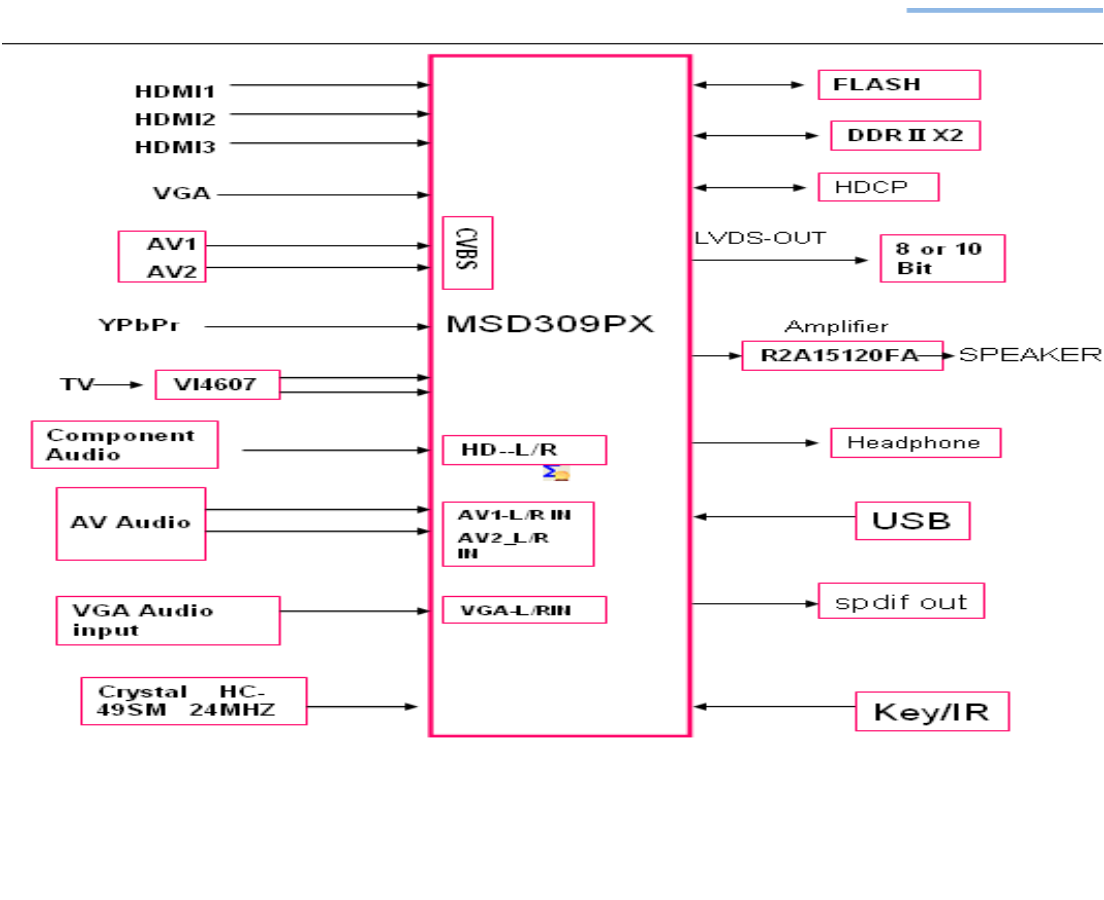 HDMI1
HDMI2
HDMI3
VGA
AV1
AV2
YPbPr
TV
VI4607
Component
Audio
AV Audio
VGA Audio
input
Crystal HC-
49SM 24MHZ
CVBS
MSD309PX
HD--L/R
Σ
AV1-L/R IN
AV2_L/R
IN
VGA-L/RIN
FLASH
DDR II X2
HDCP
LVDS-OUT
8 or 10
Bit
Amplifier
R2A15120FA
SPEAKER
Headphone
USB
spdif out
Key/IR